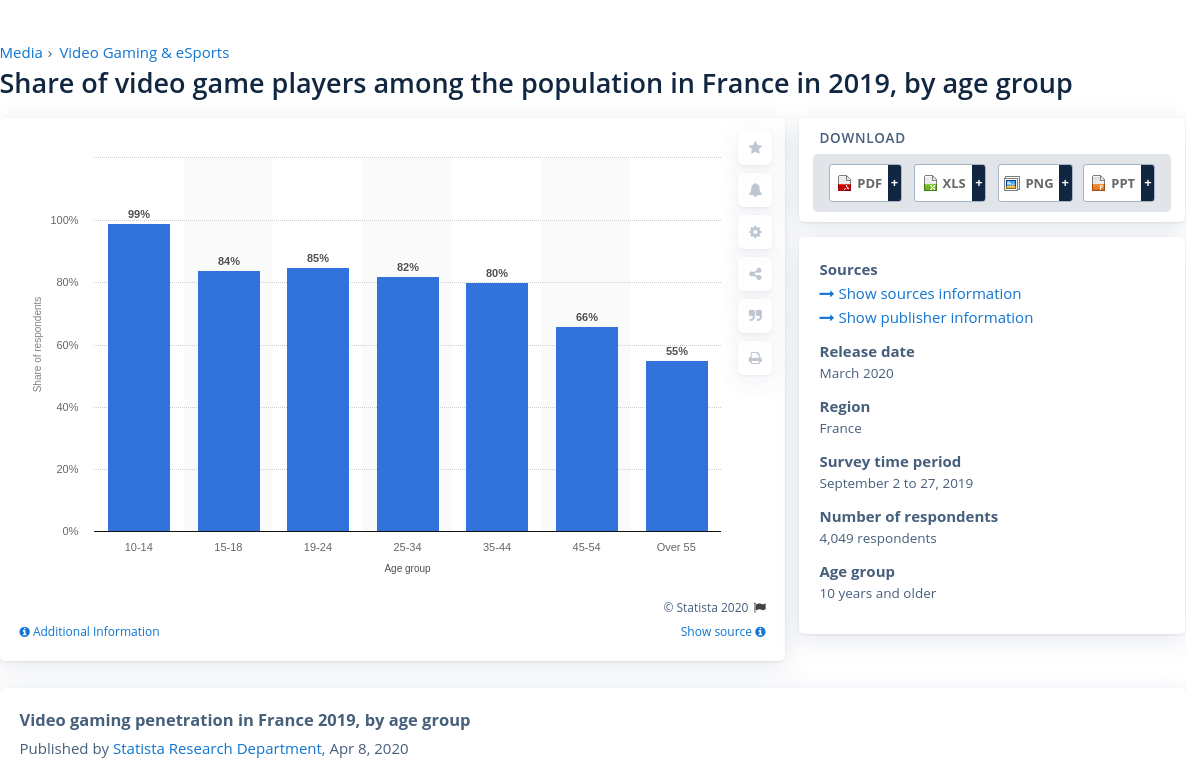 Media › Video Gaming & eSports
Share of video game players among the population in France in 2019, by age group
Share of respondents
100%
80%
60%
40%
20%
0%
99%
84%
85%
82%
80%
66%
55%
10-14
15-18
19-24
25-34
35-44
45-54
Over 55
Age group
© Statista 2020
Additional Information
Show source
DOWNLOAD
PDF + XLS + PNG + PPT +
Sources
Show sources information
Show publisher information
Release date
March 2020
Region
France
Survey time period
September 2 to 27, 2019
Number of respondents
4,049 respondents
Age group
10 years and older
Video gaming penetration in France 2019, by age group
Published by Statista Research Department, Apr 8, 2020